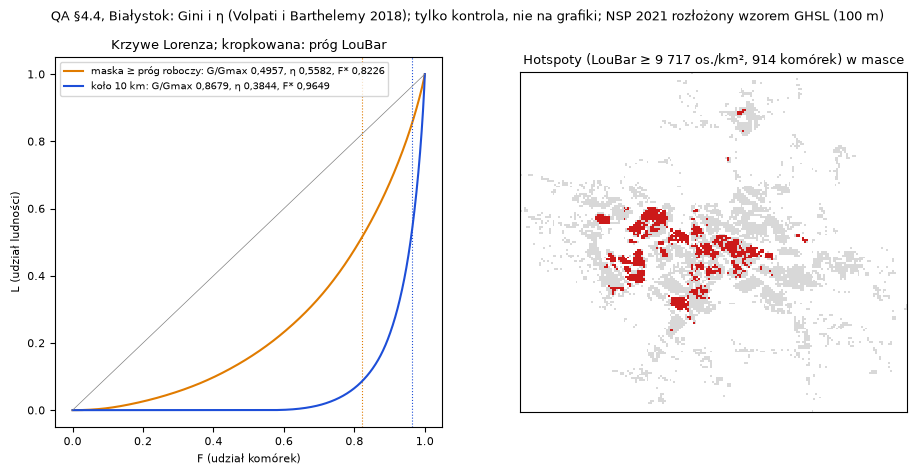 QA §4.4, Białystok: Gini i η (Volpati i Barthelemy 2018); tylko kontrola, nie na grafiki; NSP 2021 rozłożony wzorem GHSL (100 m)
Krzywe Lorenza; kropkowana: próg LouBar
maska ≥ próg roboczy: G/Gmax 0,4957, η 0,5582, F* 0,8226
koło 10 km: G/Gmax 0,8679, η 0,3844, F* 0,9649
1.0
0.8
0.6
0.4
0.2
0.0
L (udział ludności)
0.0 0.2 0.4 0.6 0.8 1.0
F (udział komórek)
Hotspoty (LouBar ≥ 9 717 os./km², 914 komórek) w masce